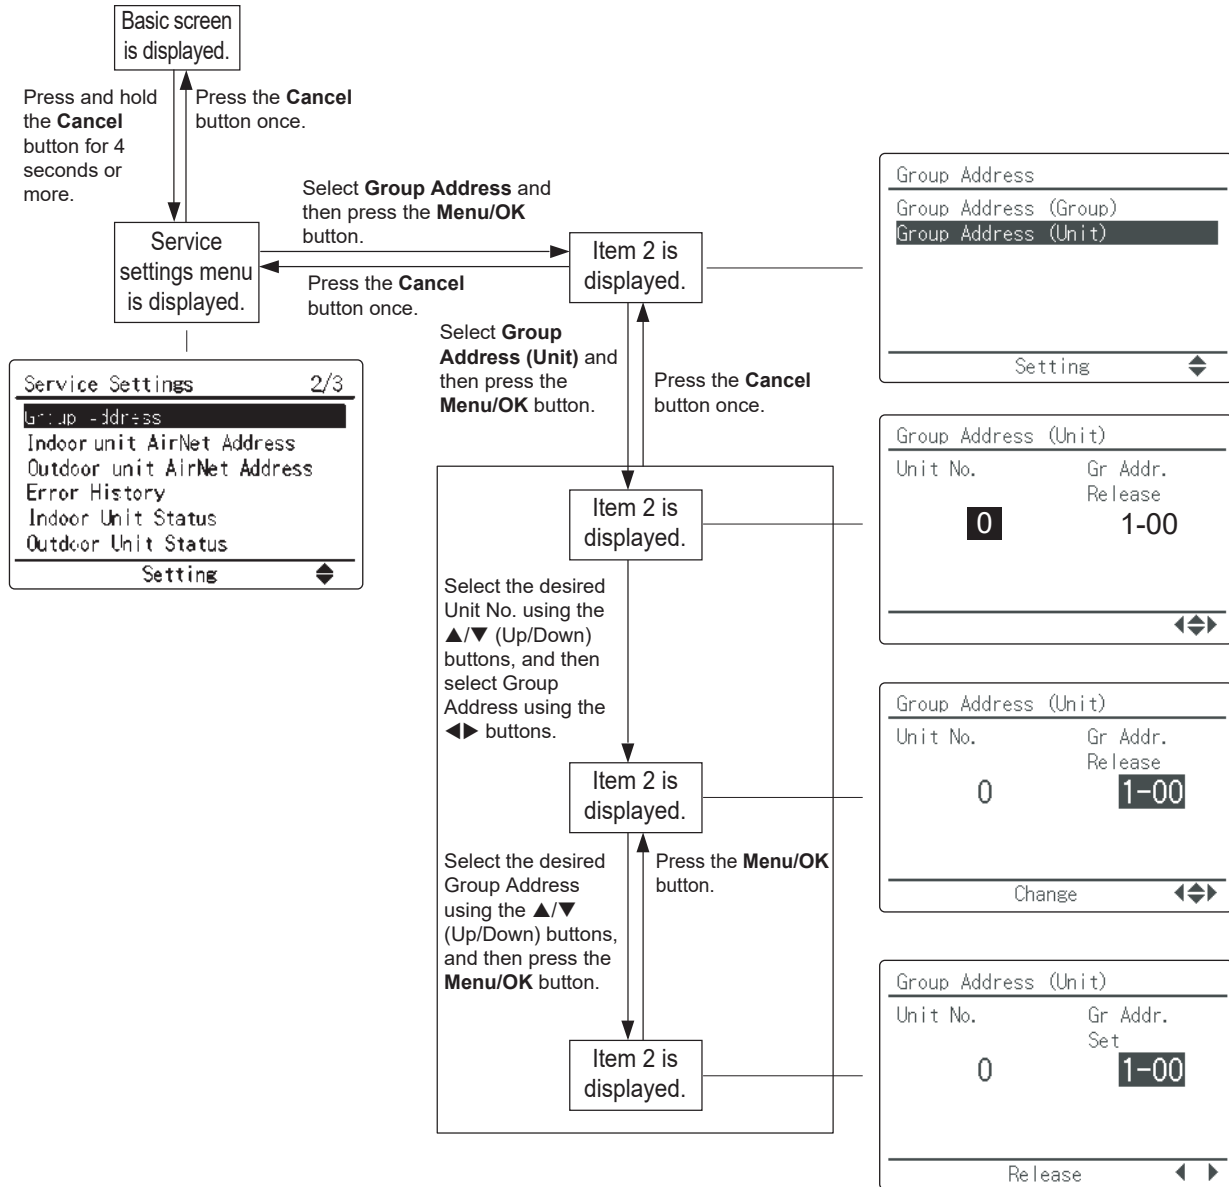 Basic screen
is displayed.
Press and hold
the Cancel
button for 4
seconds or
more.
Press the Cancel
button once.
Service
settings menu
is displayed.
Select Group Address and
then press the Menu/OK
button.
Press the Cancel
button once.
Item 2 is
displayed.
Service Settings 2/3
Indoor unit AirNet Address
Outdoor unit AirNet Address
Error History
Indoor Unit Status
Outdoor Unit Status
Setting
Select Group
Address (Unit) and
then press the
Menu/OK button.
Press the Cancel
button once.
Item 2 is
displayed.
Select the desired
Unit No. using the
▲/▼ (Up/Down)
buttons, and then
select Group
Address using the
◀▶ buttons.
Item 2 is
displayed.
Select the desired
Group Address
using the ▲/▼
(Up/Down) buttons,
and then press the
Menu/OK button.
Press the Menu/OK
button.
Item 2 is
displayed.
Group Address
Group Address (Group)
Group Address (Unit)
Setting
Group Address (Unit)
Unit No. Gr Addr.
Release
0 1-00
Group Address (Unit)
Unit No. Gr Addr.
Release
0 1-00
Change
Group Address (Unit)
Unit No. Gr Addr.
Set
0 1-00
Release